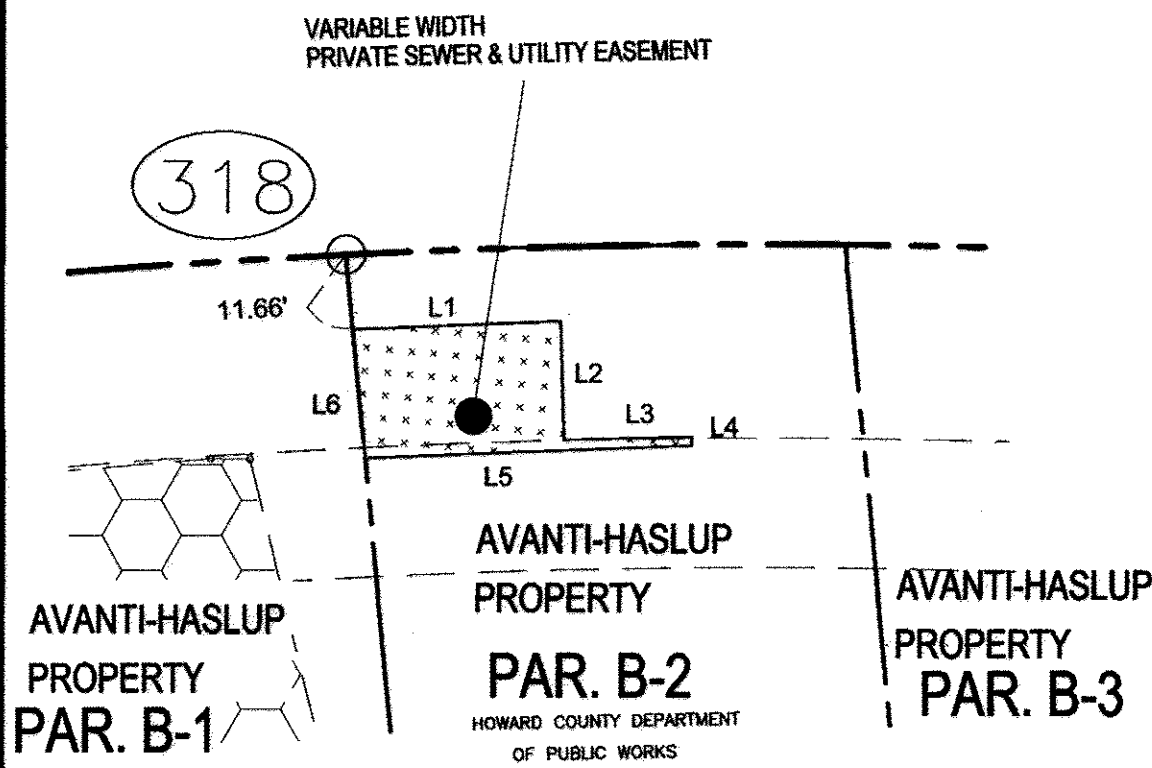 VARIABLE WIDTH
PRIVATE SEWER & UTILITY EASEMENT
318
11.66'
L1
L2
L6
L3
L4
L5
AVANTI-HASLUP
PROPERTY
PAR. B-1
AVANTI-HASLUP
PROPERTY
PAR. B-2
HOWARD COUNTY DEPARTMENT
OF PUBLIC WORKS
AVANTI-HASLUP
PROPERTY
PAR. B-3